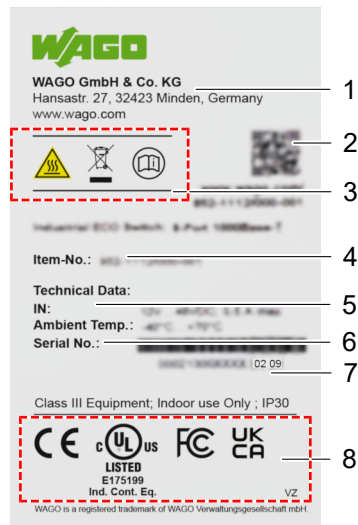 WAGO
WAGO GmbH & Co. KG
Hansastr. 27, 32423 Minden, Germany
www.wago.com
1
2
3
Item-No.:
4
Technical Data:
IN:
5
Ambient Temp.:
Serial No.:
6
02 09
7
Class III Equipment; Indoor use Only ; IP30
CE
C UL US
LISTED
E175199
Ind. Cont. Eq.
FC
UK
CA
8
VZ
WAGO is a registered trademark of WAGO Verwaltungsgesellschaft mbH.